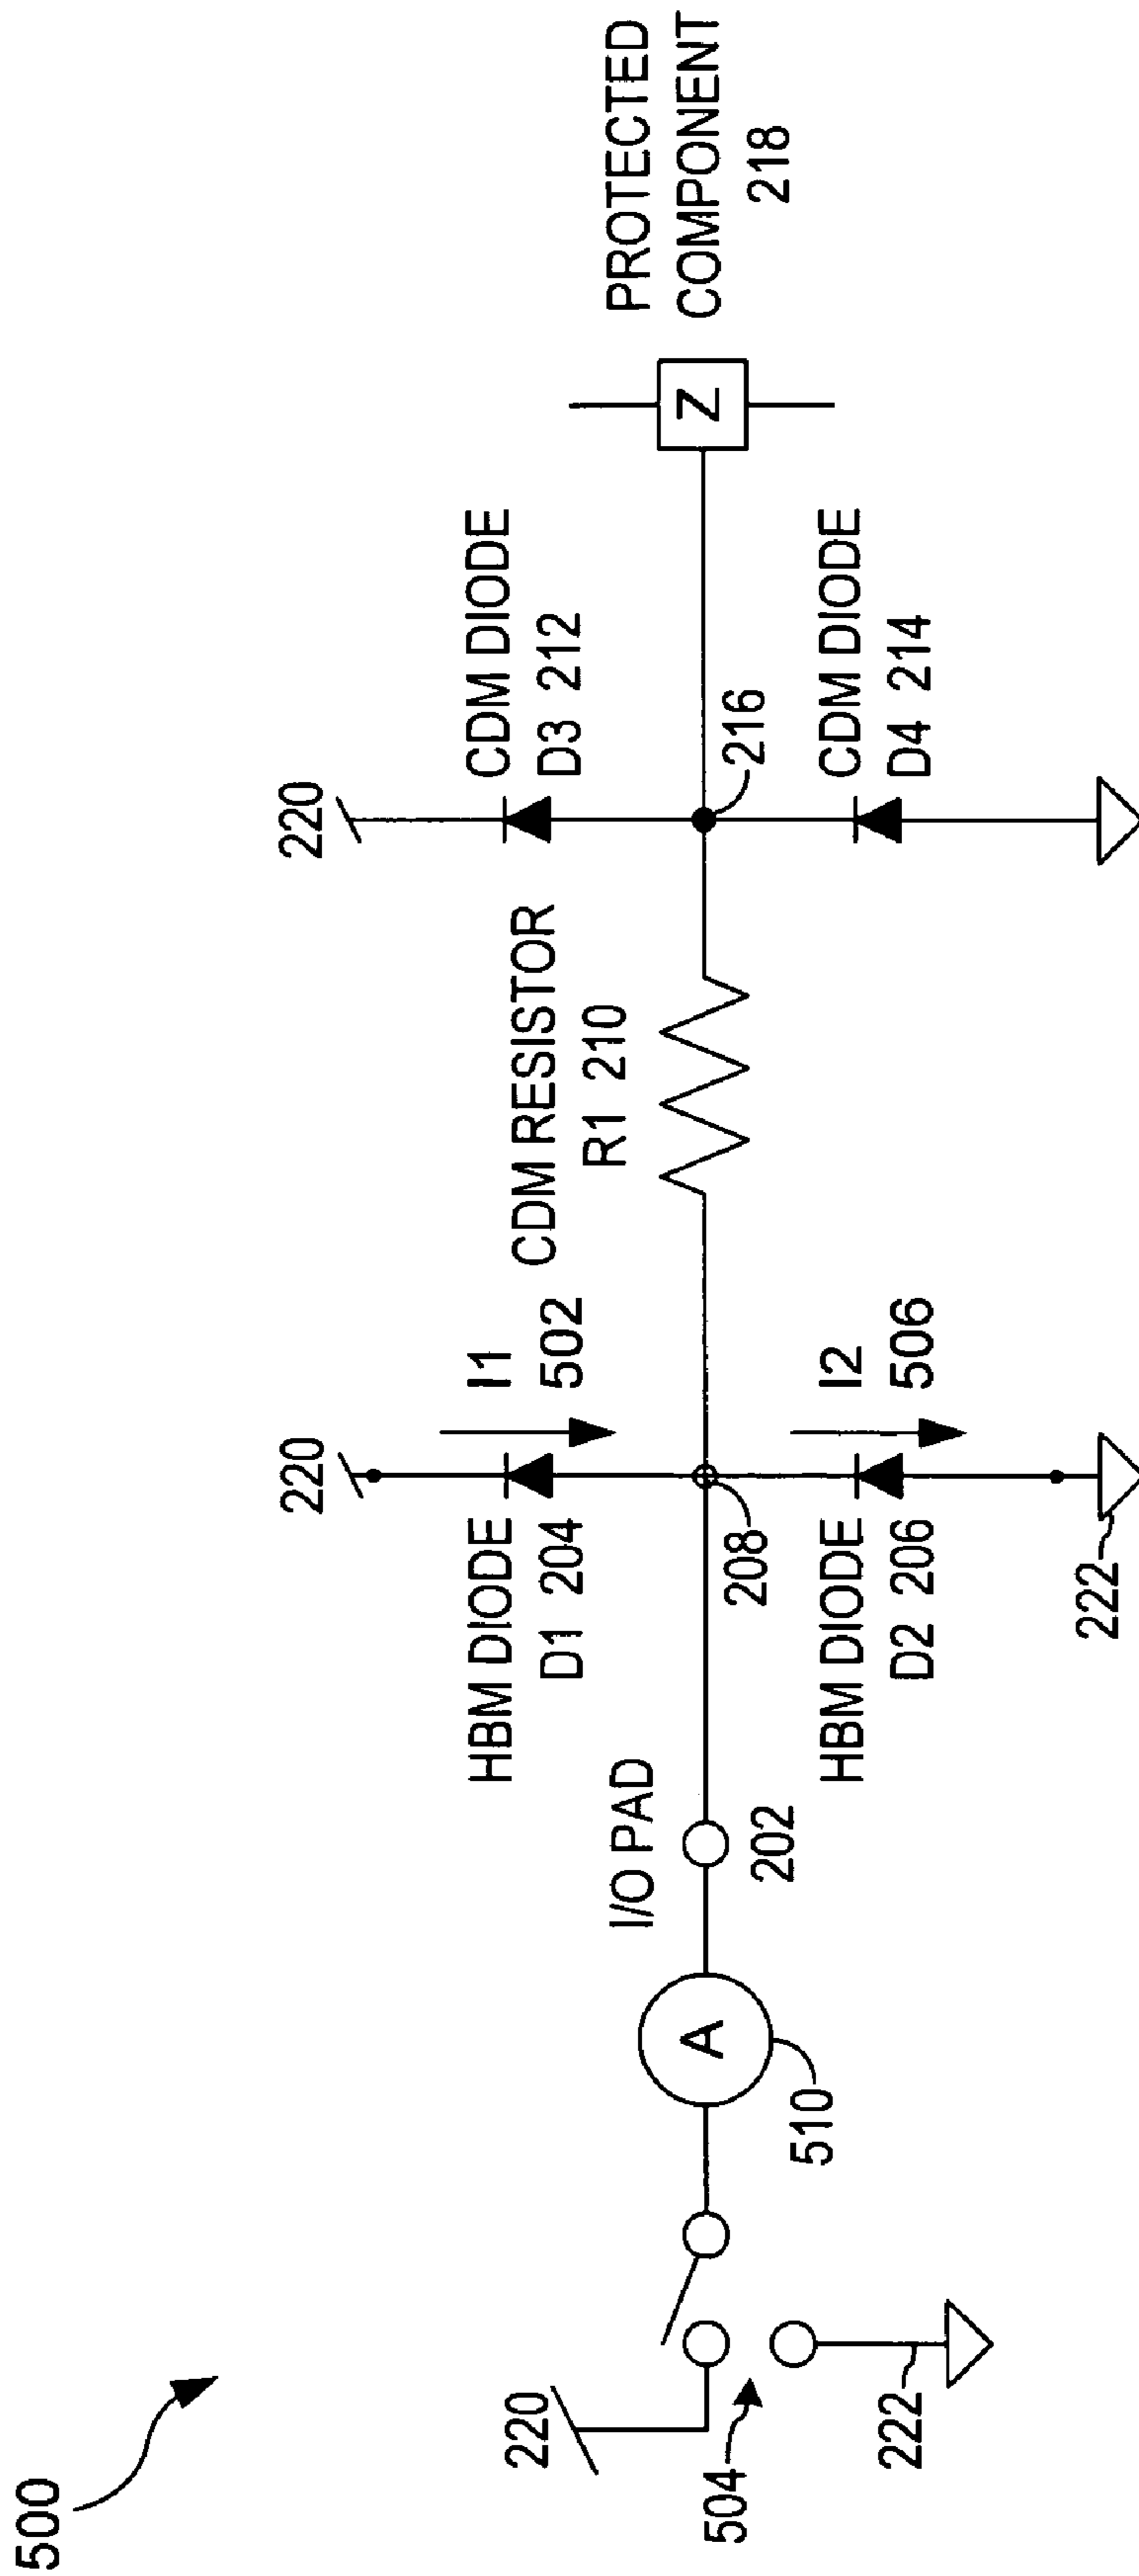 500
220
504
222
A
510
I/O PAD
202
220
HBM DIODE
D1 204
I1
502
208
HBM DIODE
D2 206
I2
506
222
CDM RESISTOR
R1 210
220
CDM DIODE
D3 212
216
CDM DIODE
D4 214
Z
PROTECTED
COMPONENT
218